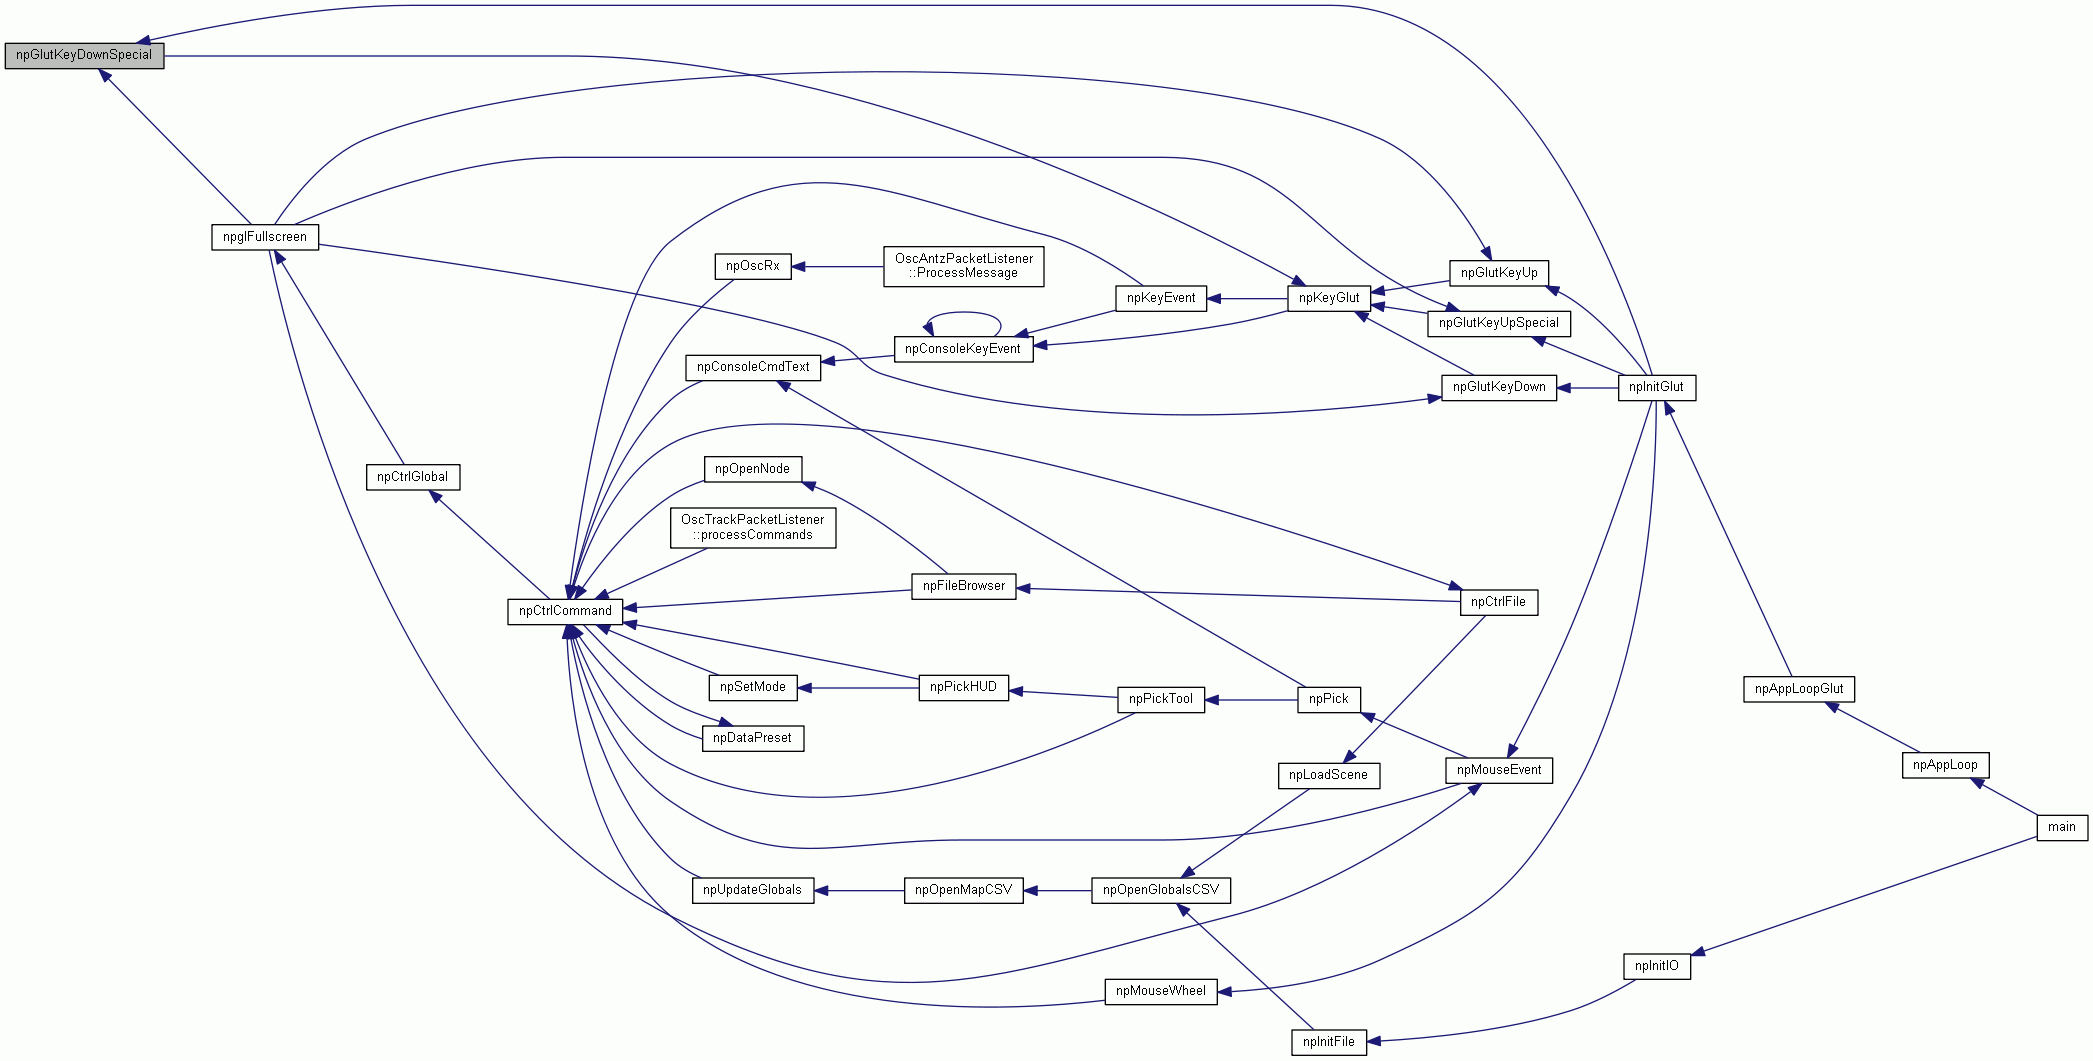 npGlutKeyDownSpecial
npglFullscreen
npCtrlGlobal
npCtrlCommand
npOscRx
OscAntzPacketListener
::ProcessMessage
npKeyEvent
npConsoleKeyEvent
npConsoleCmdText
npKeyGlut
npGlutKeyUp
npGlutKeyUpSpecial
npGlutKeyDown
npInitGlut
npOpenNode
OscTrackPacketListener
::processCommands
npFileBrowser
npCtrlFile
npSetMode
npPickHUD
npPickTool
npPick
npDataPreset
npLoadScene
npMouseEvent
npAppLoopGlut
npAppLoop
main
npUpdateGlobals
npOpenMapCSV
npOpenGlobalsCSV
npMouseWheel
npInitIO
npInitFile